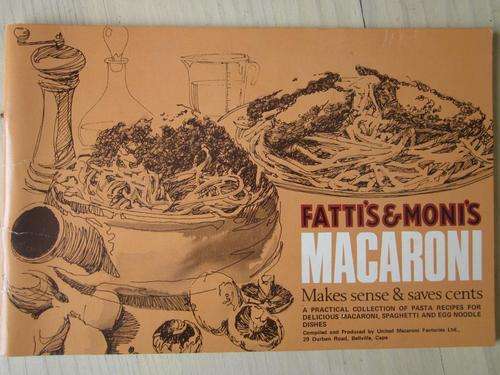 FATTI'S & MONI'S
MACARONI
Makes sense & saves cents
A PRACTICAL COLLECTION OF PASTA RECIPES FOR
DELICIOUS MACARONI, SPAGHETTI AND EGG NOODLE
DISHES
Compiled and Produced by United Macaroni Factories Ltd.,
29 Durban Road, Bellville, Cape